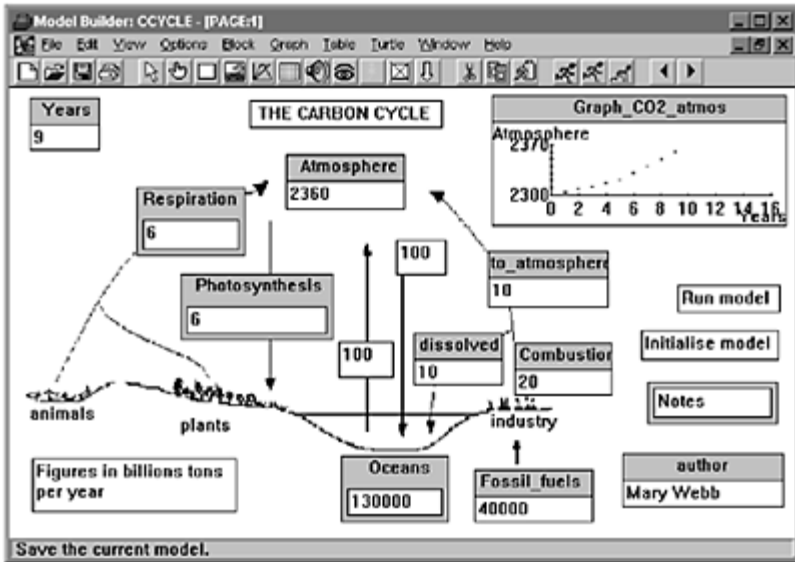 Model Builder: CCYCLE - [PAGE:1]
File Edit View Options Block Graph Table Turtle Window Help
Years
9
THE CARBON CYCLE
Graph_CO2_atmos
Atmosphere
2370
2300
0 2 4 6 8 10 12 14 16
Years
Atmosphere
2360
Respiration
6
100
to_atmosphere
10
Photosynthesis
6
Run model
100
dissolved
10
Combustion
20
Initialise model
animals
plants
industry
Notes
Figures in billions tons
per year
Oceans
130000
Fossil_fuels
40000
author
Mary Webb
Save the current model.